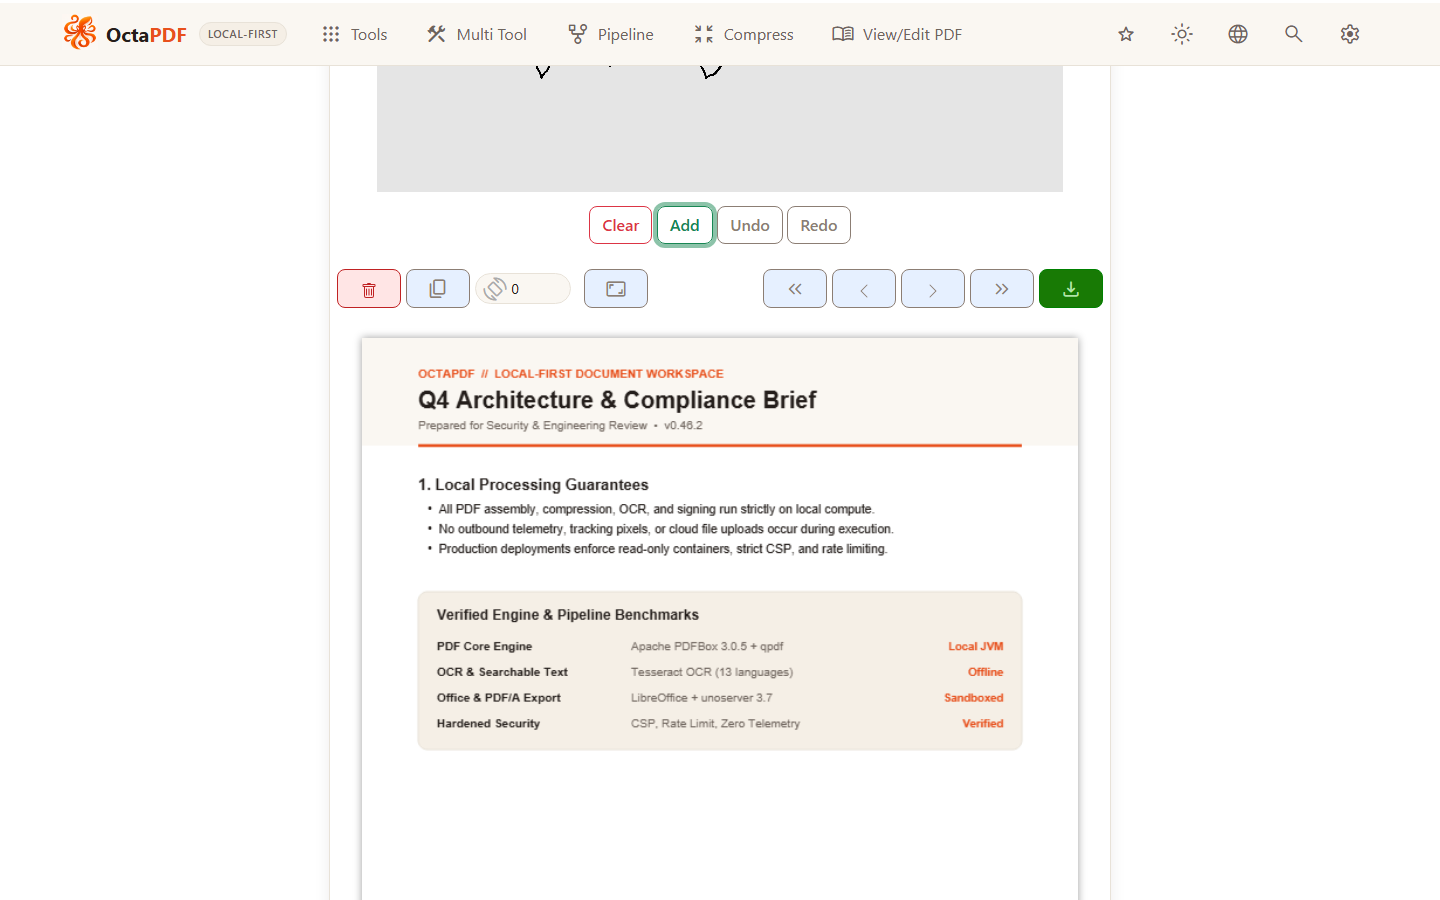 OctaPDF LOCAL-FIRST Tools Multi Tool Pipeline Compress View/Edit PDF
Clear Add Undo Redo
0
OCTAPDF // LOCAL-FIRST DOCUMENT WORKSPACE
Q4 Architecture & Compliance Brief
Prepared for Security & Engineering Review • v0.46.2
1. Local Processing Guarantees
• All PDF assembly, compression, OCR, and signing run strictly on local compute.
• No outbound telemetry, tracking pixels, or cloud file uploads occur during execution.
• Production deployments enforce read-only containers, strict CSP, and rate limiting.
Verified Engine & Pipeline Benchmarks
PDF Core Engine Apache PDFBox 3.0.5 + qpdf Local JVM
OCR & Searchable Text Tesseract OCR (13 languages) Offline
Office & PDF/A Export LibreOffice + unoserver 3.7 Sandboxed
Hardened Security CSP, Rate Limit, Zero Telemetry Verified